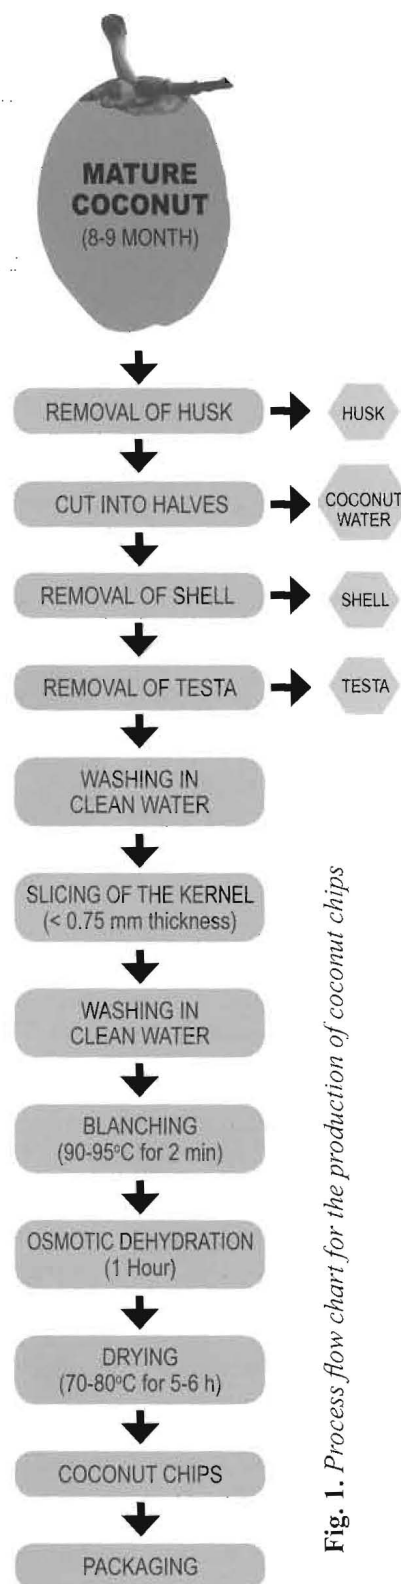 MATURE
COCONUT
(8-9 MONTH)
REMOVAL OF HUSK
HUSK
CUT INTO HALVES
COCONUT
WATER
REMOVAL OF SHELL
SHELL
REMOVAL OF TESTA
TESTA
WASHING IN
CLEAN WATER
SLICING OF THE KERNEL
(< 0.75 mm thickness)
WASHING IN
CLEAN WATER
BLANCHING
(90-95°C for 2 min)
OSMOTIC DEHYDRATION
(1 Hour)
DRYING
(70-80°C for 5-6 h)
COCONUT CHIPS
PACKAGING
Fig. 1. Process flow chart for the production of coconut chips